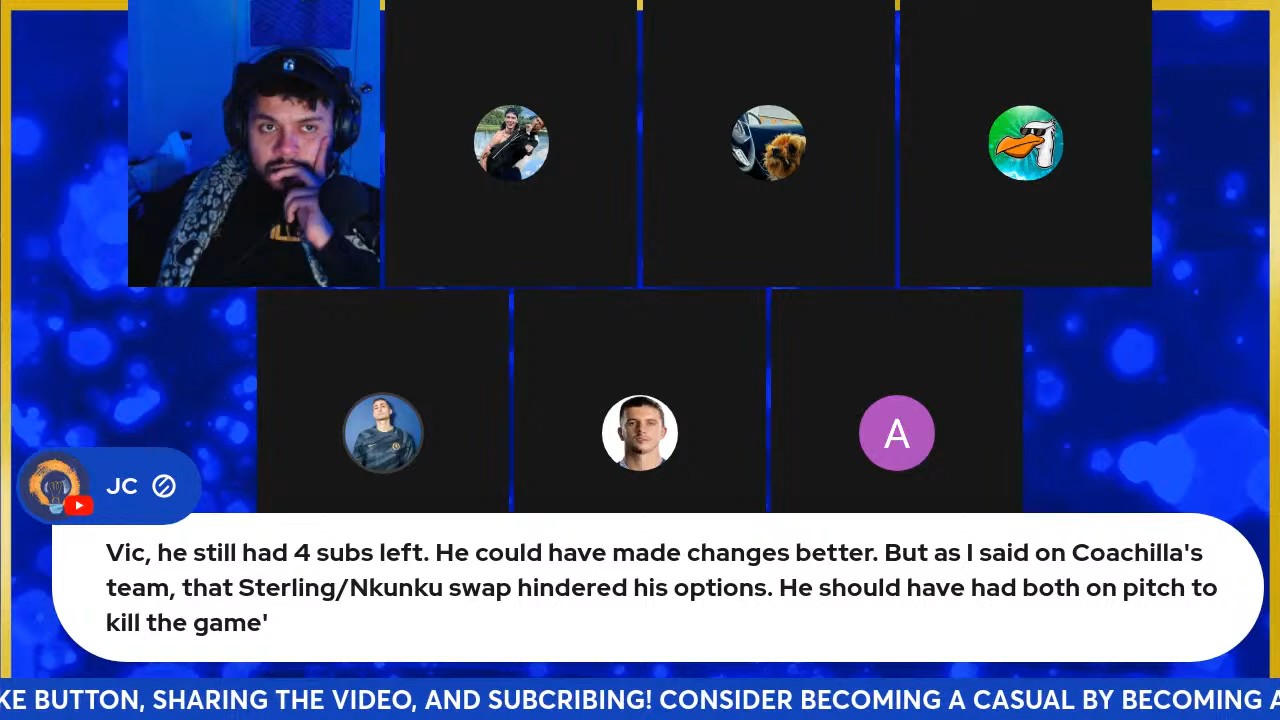 A
JC
Vic, he still had 4 subs left. He could have made changes better. But as I said on Coachilla's
team, that Sterling/Nkunku swap hindered his options. He should have had both on pitch to
kill the game'
KE BUTTON, SHARING THE VIDEO, AND SUBCRIBING! CONSIDER BECOMING A CASUAL BY BECOMING A